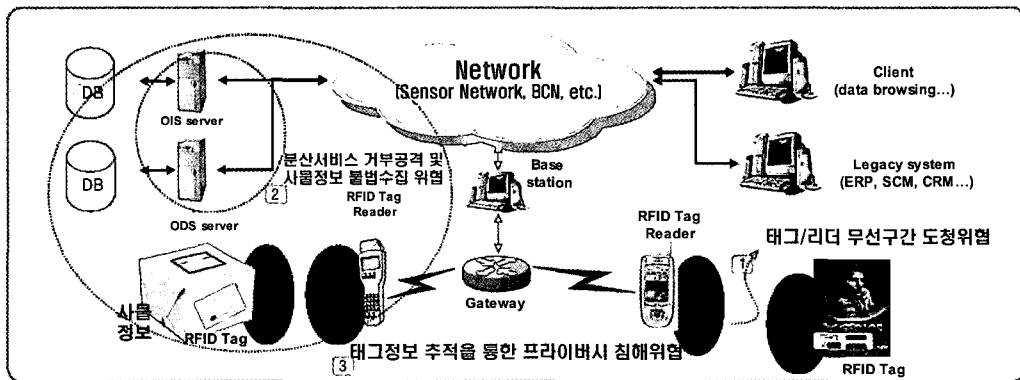 Network
(Sensor Network, BCN, etc.)
DB
OIS server
Client
(data browsing...)
분산서비스 거부공격 및
사물정보 불법수집 위협
2
DB
ODS server
RFID Tag
Reader
Base
station
Legacy system
(ERP, SCM, CRM...)
RFID Tag
Reader
태그/리더 무선구간 도청위협
1
Gateway
사물
정보
RFID Tag
태그정보 추적을 통한 프라이버시 침해위협
3
RFID Tag